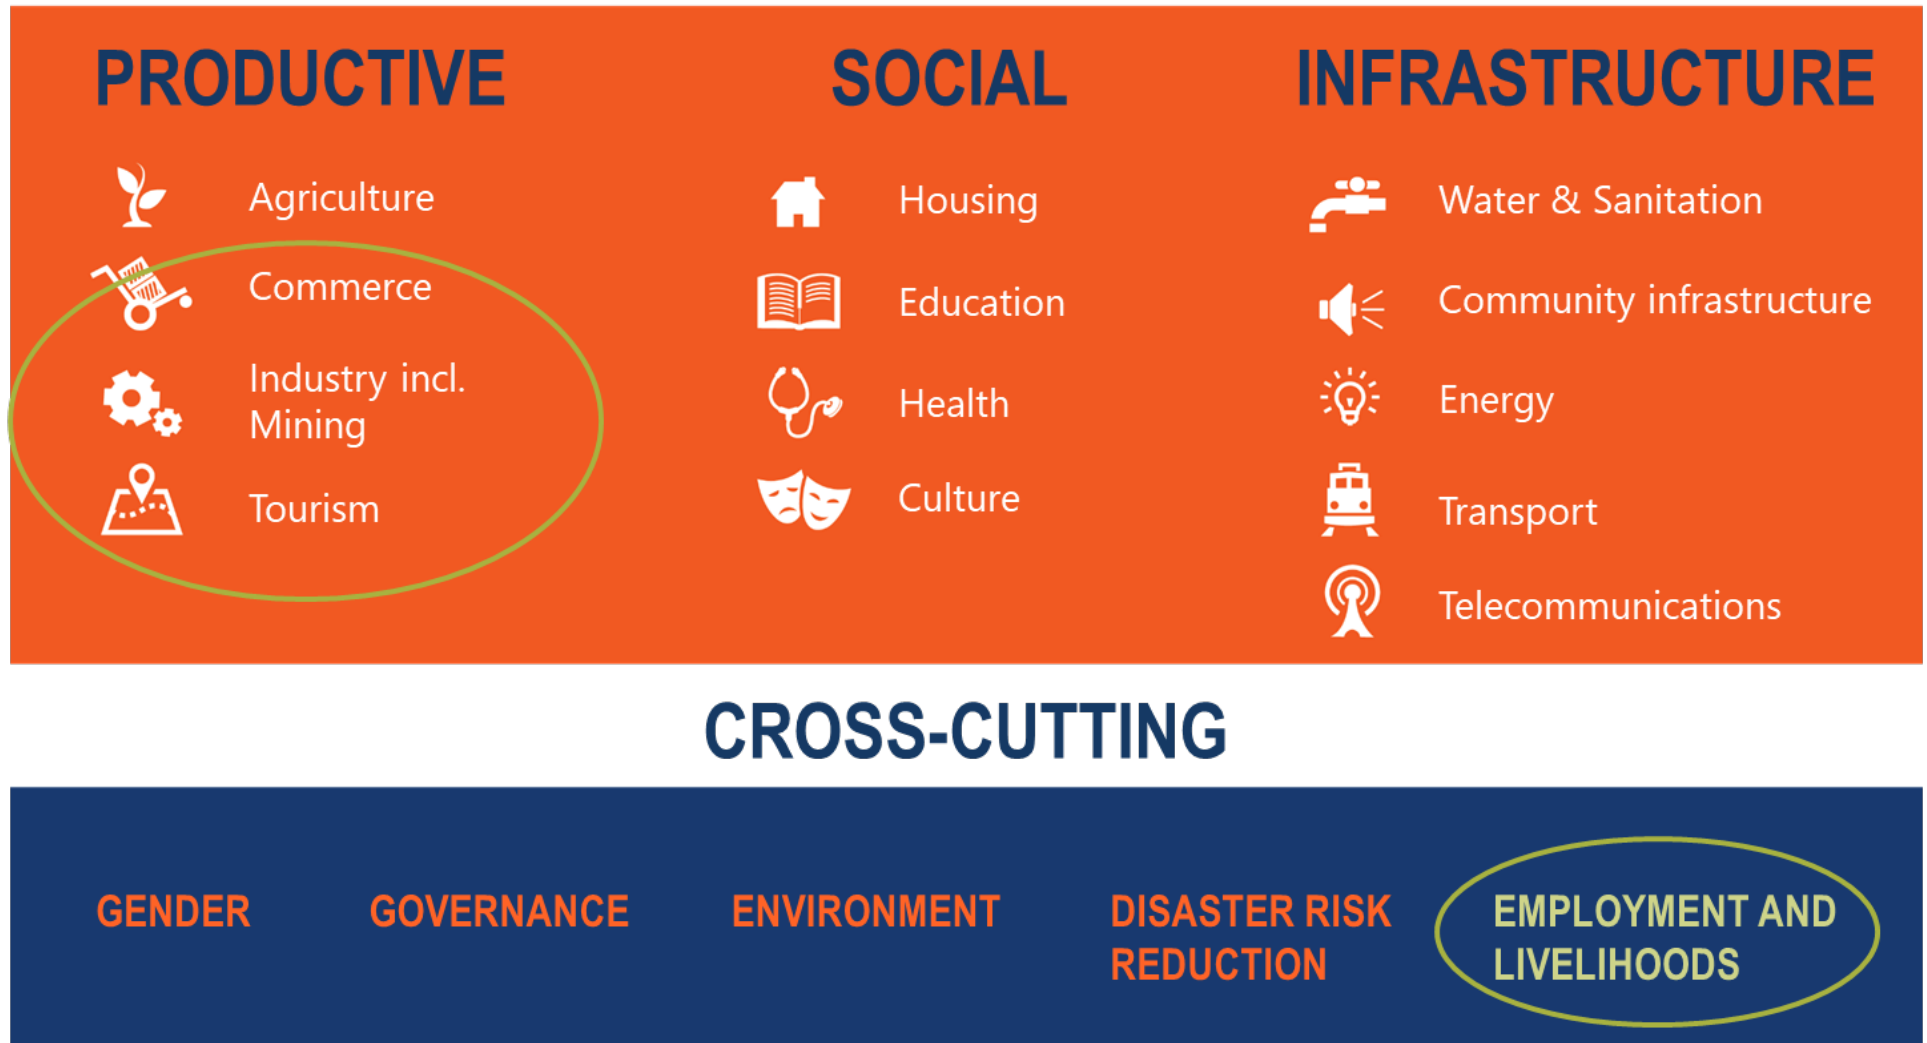 PRODUCTIVE
Agriculture
Commerce
Industry incl.
Mining
Tourism
SOCIAL
Housing
Education
Health
Culture
INFRASTRUCTURE
Water & Sanitation
Community infrastructure
Energy
Transport
Telecommunications
CROSS-CUTTING
GENDER
GOVERNANCE
ENVIRONMENT
DISASTER RISK
REDUCTION
EMPLOYMENT AND
LIVELIHOODS